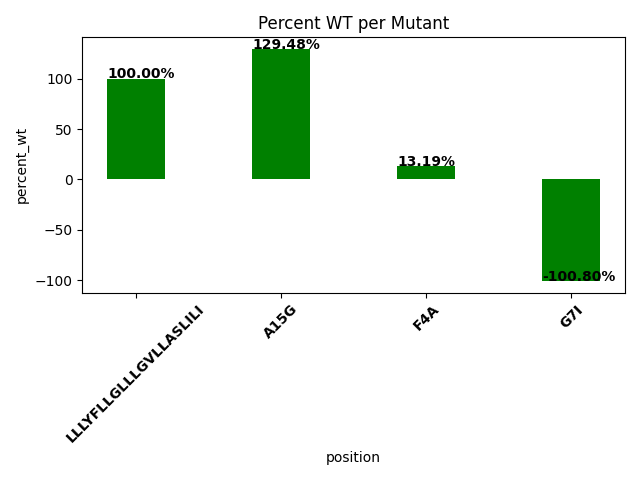 Percent WT per Mutant
percent_wt
100
50
0
−50
−100
100.00%
129.48%
13.19%
-100.80%
LLLYFLLGLLLGVLLASLILI
A15G
F4A
G7I
position